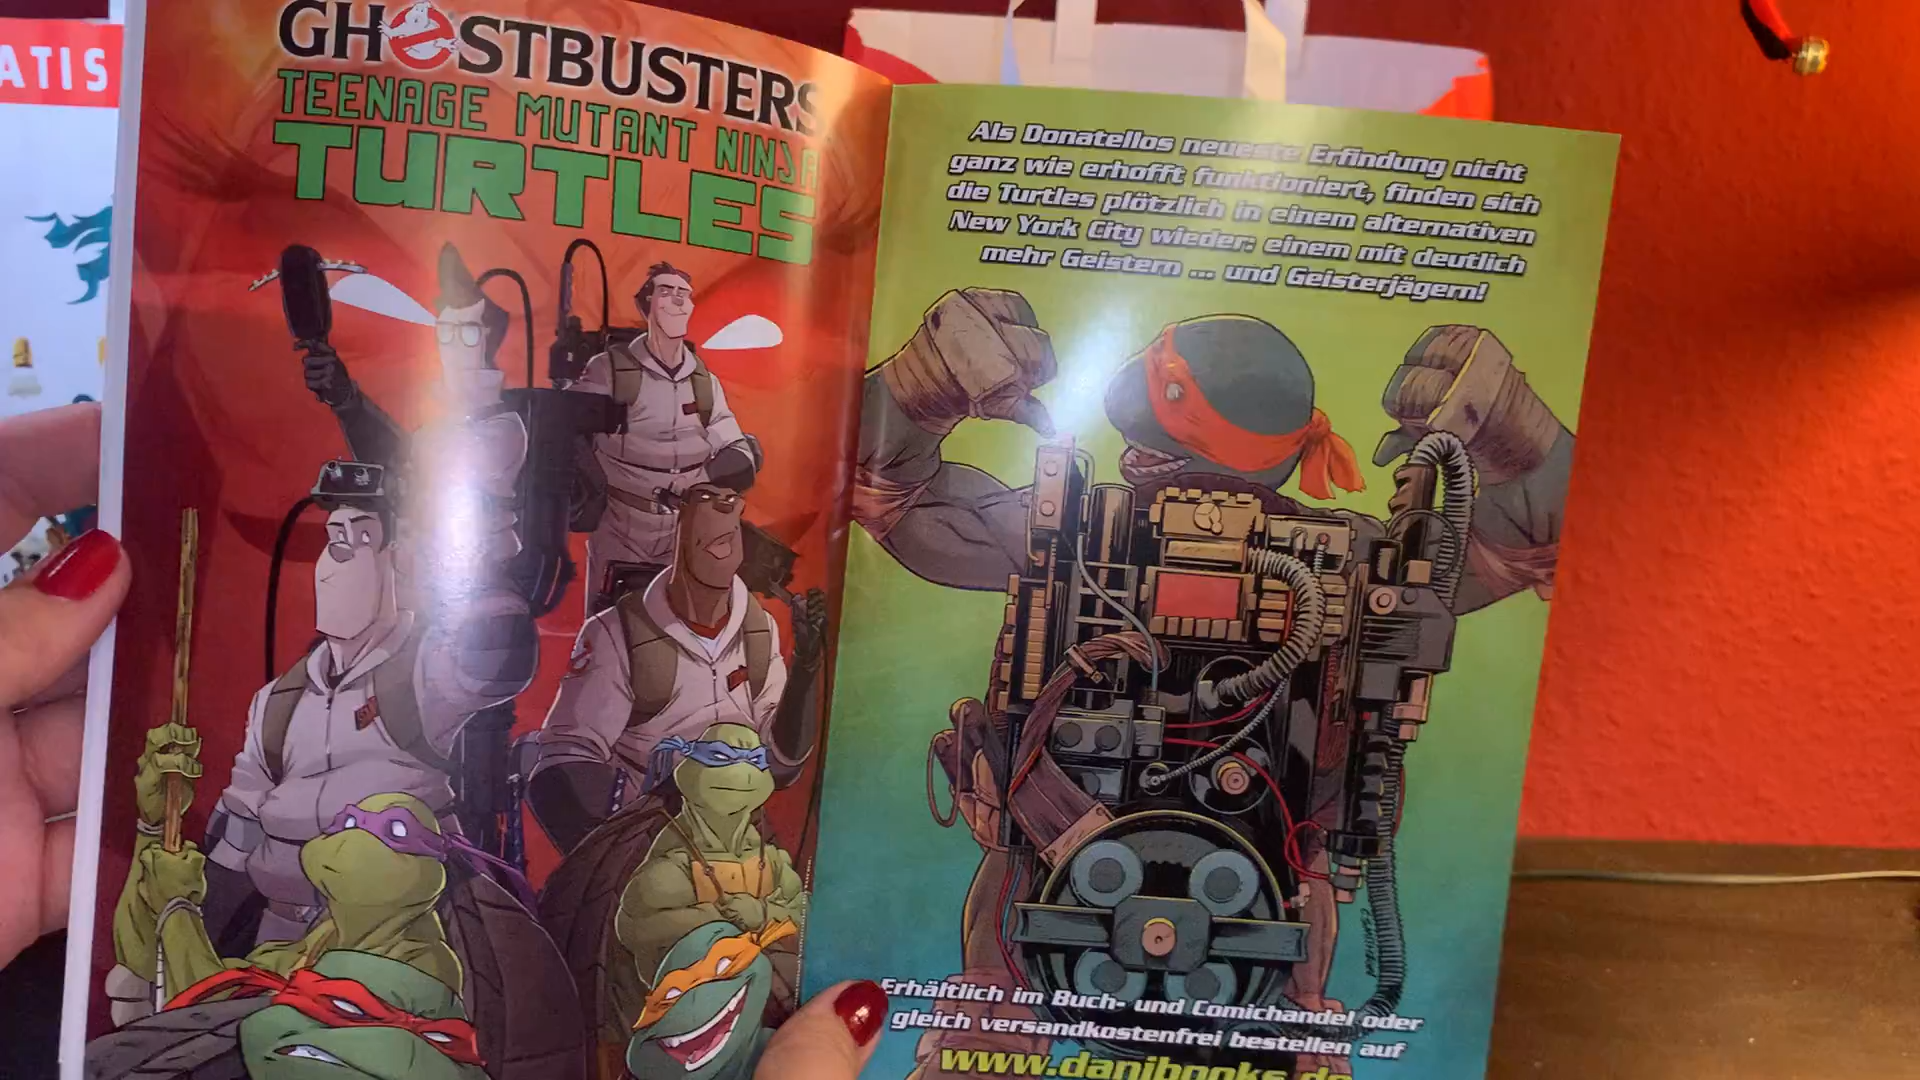 ATIS
GHOSTBUSTERS
TEENAGE MUTANT NINJA
TURTLES
Als Donatellos neueste Erfindung nicht
ganz wie erhofft funktioniert, finden sich
die Turtles plötzlich in einem alternativen
New York City wieder: einem mit deutlich
mehr Geistern ... und Geisterjägern!
Erhältlich im Buch- und Comichandel oder
gleich versandkostenfrei bestellen auf
www.danibooks.de